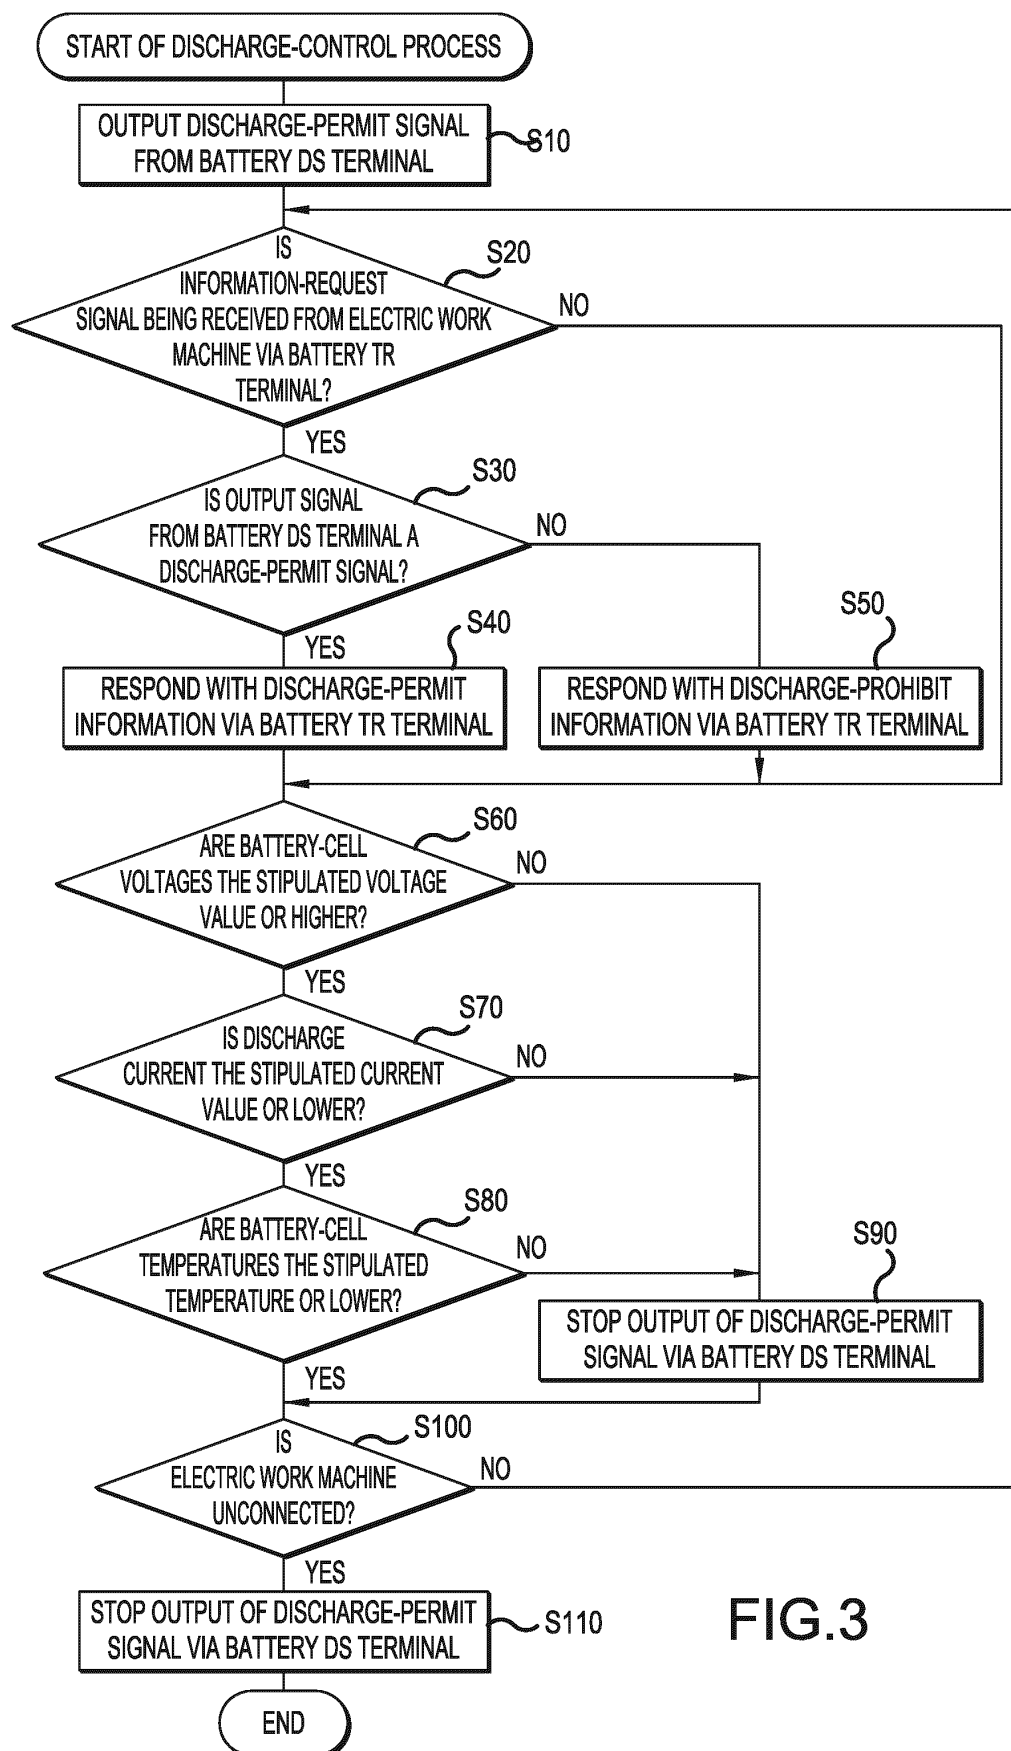 START OF DISCHARGE-CONTROL PROCESS
OUTPUT DISCHARGE-PERMIT SIGNAL
FROM BATTERY DS TERMINAL
S10
IS
INFORMATION-REQUEST
SIGNAL BEING RECEIVED FROM ELECTRIC WORK
MACHINE VIA BATTERY TR
TERMINAL?
S20
NO
YES
IS OUTPUT SIGNAL
FROM BATTERY DS TERMINAL A
DISCHARGE-PERMIT SIGNAL?
S30
NO
YES
S40
RESPOND WITH DISCHARGE-PERMIT
INFORMATION VIA BATTERY TR TERMINAL
S50
RESPOND WITH DISCHARGE-PROHIBIT
INFORMATION VIA BATTERY TR TERMINAL
ARE BATTERY-CELL
VOLTAGES THE STIPULATED VOLTAGE
VALUE OR HIGHER?
S60
NO
YES
IS DISCHARGE
CURRENT THE STIPULATED CURRENT
VALUE OR LOWER?
S70
NO
YES
ARE BATTERY-CELL
TEMPERATURES THE STIPULATED
TEMPERATURE OR LOWER?
S80
NO
YES
S90
STOP OUTPUT OF DISCHARGE-PERMIT
SIGNAL VIA BATTERY DS TERMINAL
IS
ELECTRIC WORK MACHINE
UNCONNECTED?
S100
NO
YES
STOP OUTPUT OF DISCHARGE-PERMIT
SIGNAL VIA BATTERY DS TERMINAL
S110
END
FIG.3